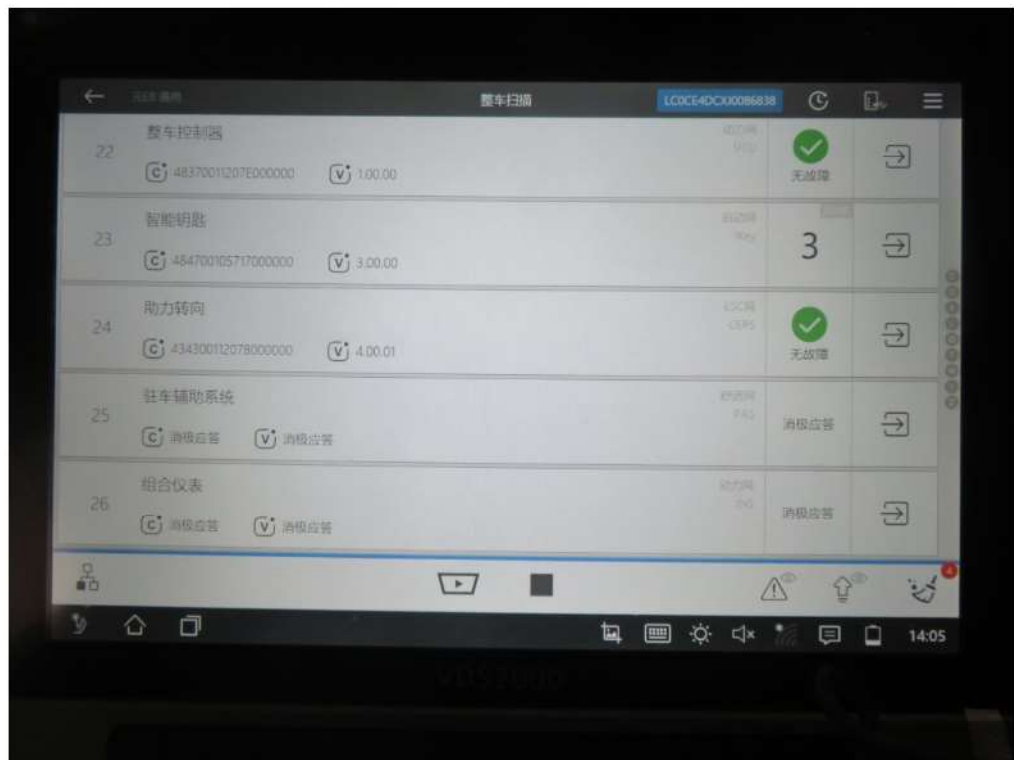 整车扫描
LC0CE4DCXJ0086838
22
整车控制器
C 48370011207E000000
V 1.00.00
无故障
23
智能钥匙
C 484700105717000000
V 3.00.00
3
24
助力转向
C 434300112078000000
V 4.00.01
无故障
25
驻车辅助系统
C 消极应答
V 消极应答
消极应答
26
组合仪表
C 消极应答
V 消极应答
消极应答
4
14:05